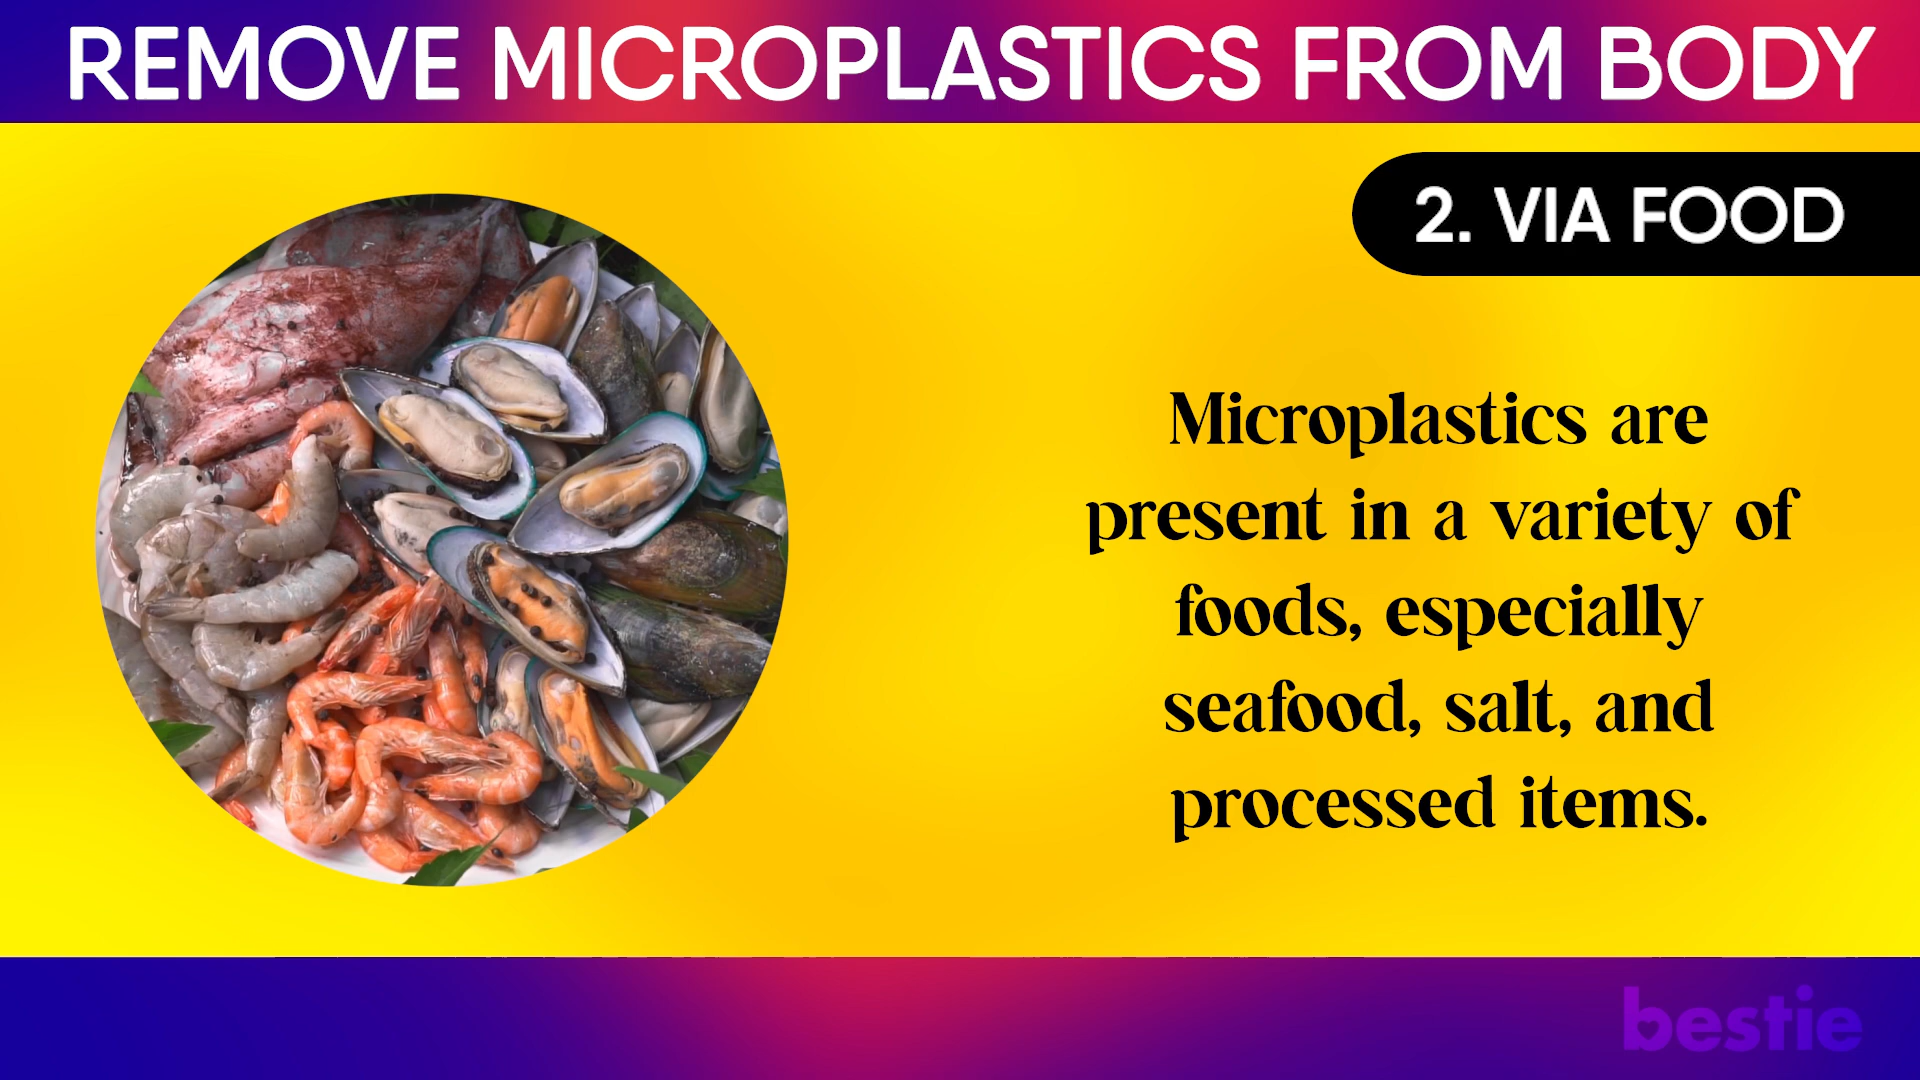 REMOVE MICROPLASTICS FROM BODY
2. VIA FOOD
Microplastics are
present in a variety of
foods, especially
seafood, salt, and
processed items.
bestie